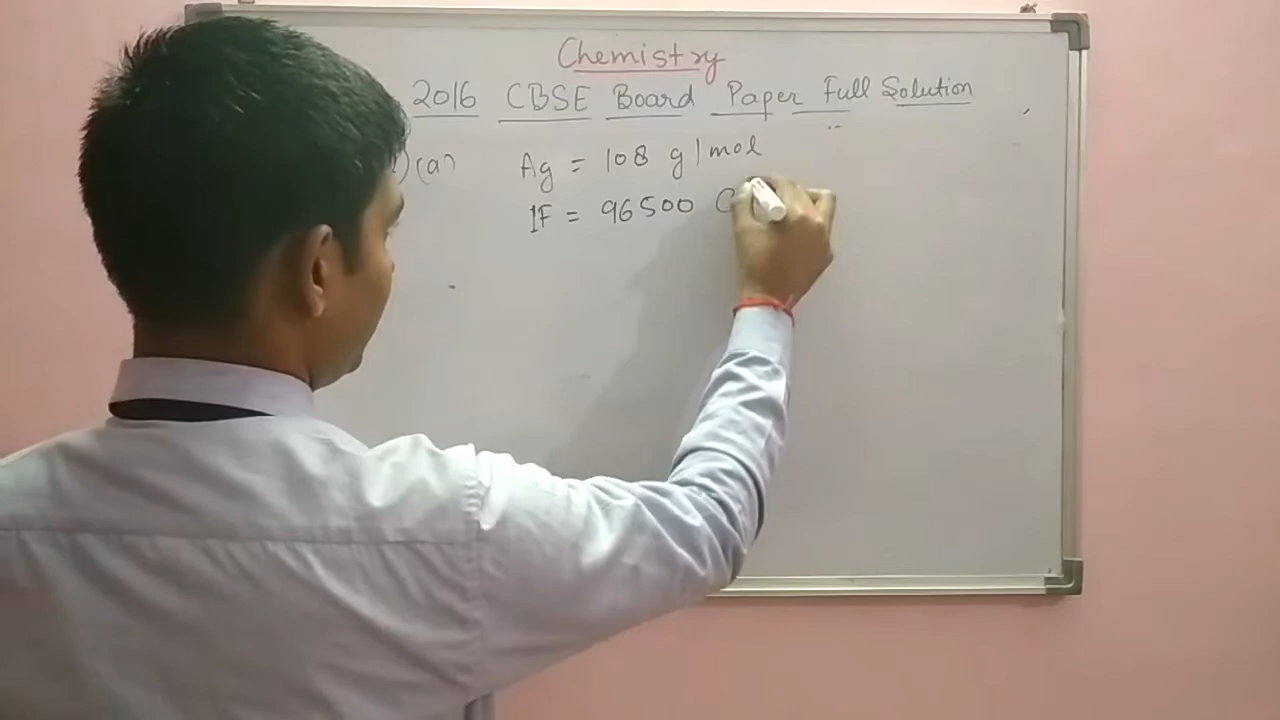 Chemistry
2016 CBSE Board Paper Full Solution
(a) Ag = 108 g/mol
1F = 96500 C